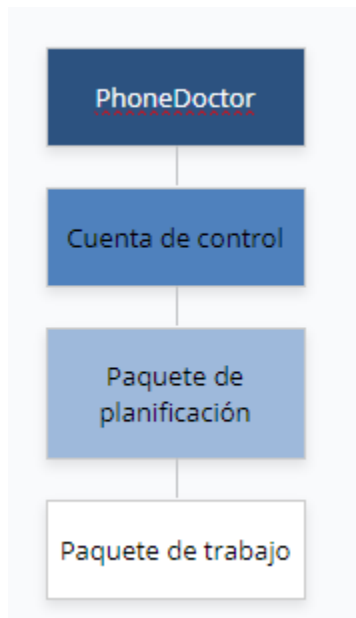 PhoneDoctor
Cuenta de control
Paquete de
planificación
Paquete de trabajo